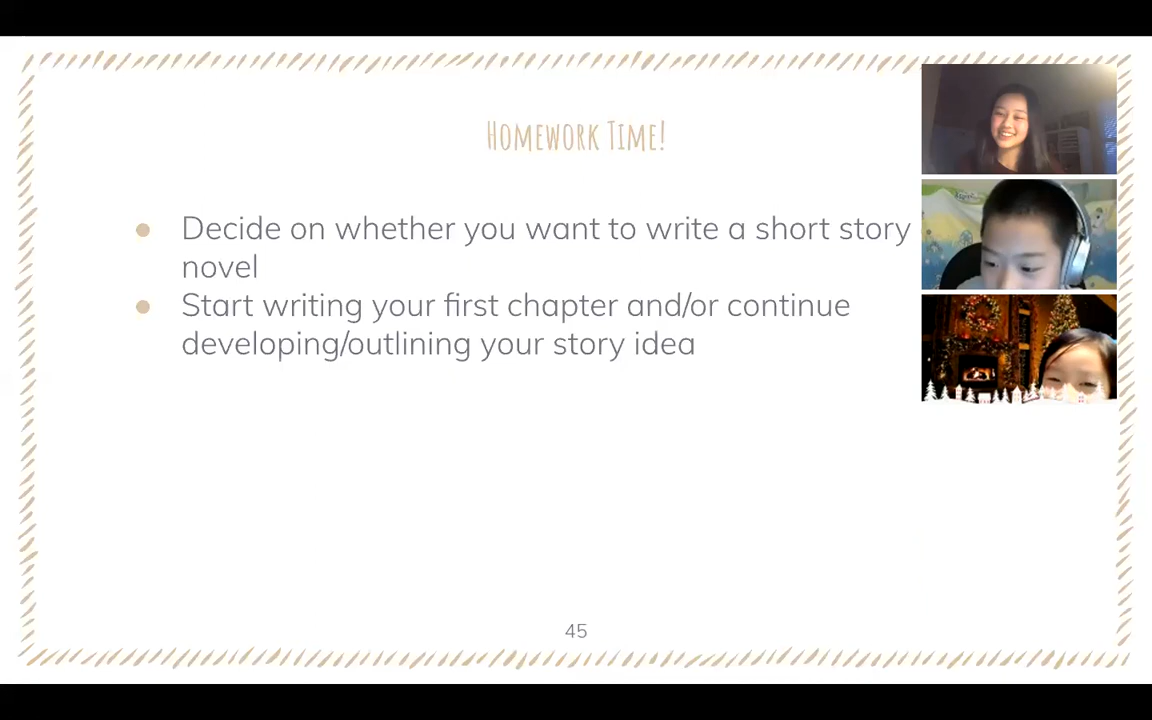 Homework Time!
● Decide on whether you want to write a short story
novel
● Start writing your first chapter and/or continue
developing/outlining your story idea
45